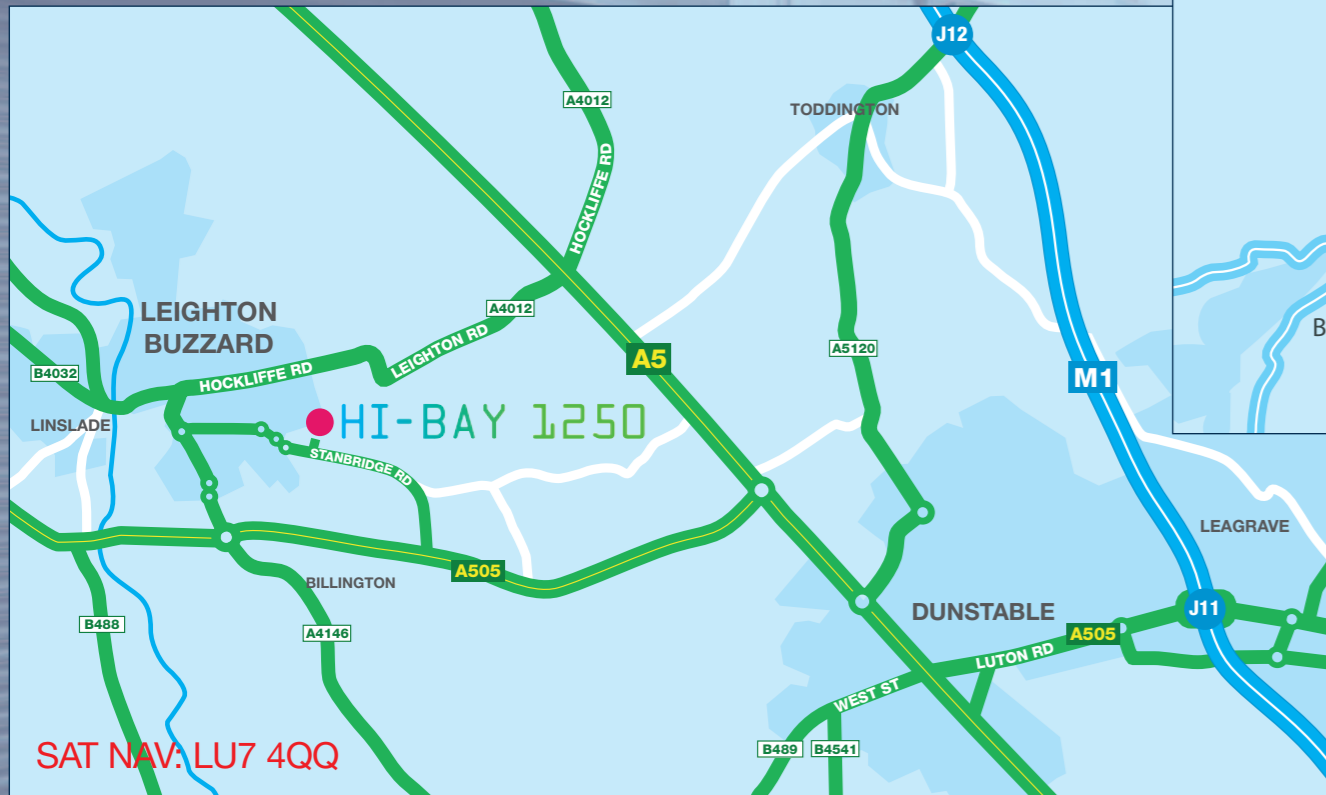 J12
A4012
TODDINGTON
HOCKLIFFE RD
LEIGHTON
BUZZARD
A4012
LEIGHTON RD
A5
A5120
B
M1
B4032
HOCKLIFFE RD
LINSLADE
HI-BAY 1250
STANBRIDGE RD
LEAGRAVE
A505
BILLINGTON
B488
A4146
DUNSTABLE
J11
A505
LUTON RD
WEST ST
B489
B4541
SAT NAV: LU7 4QQ